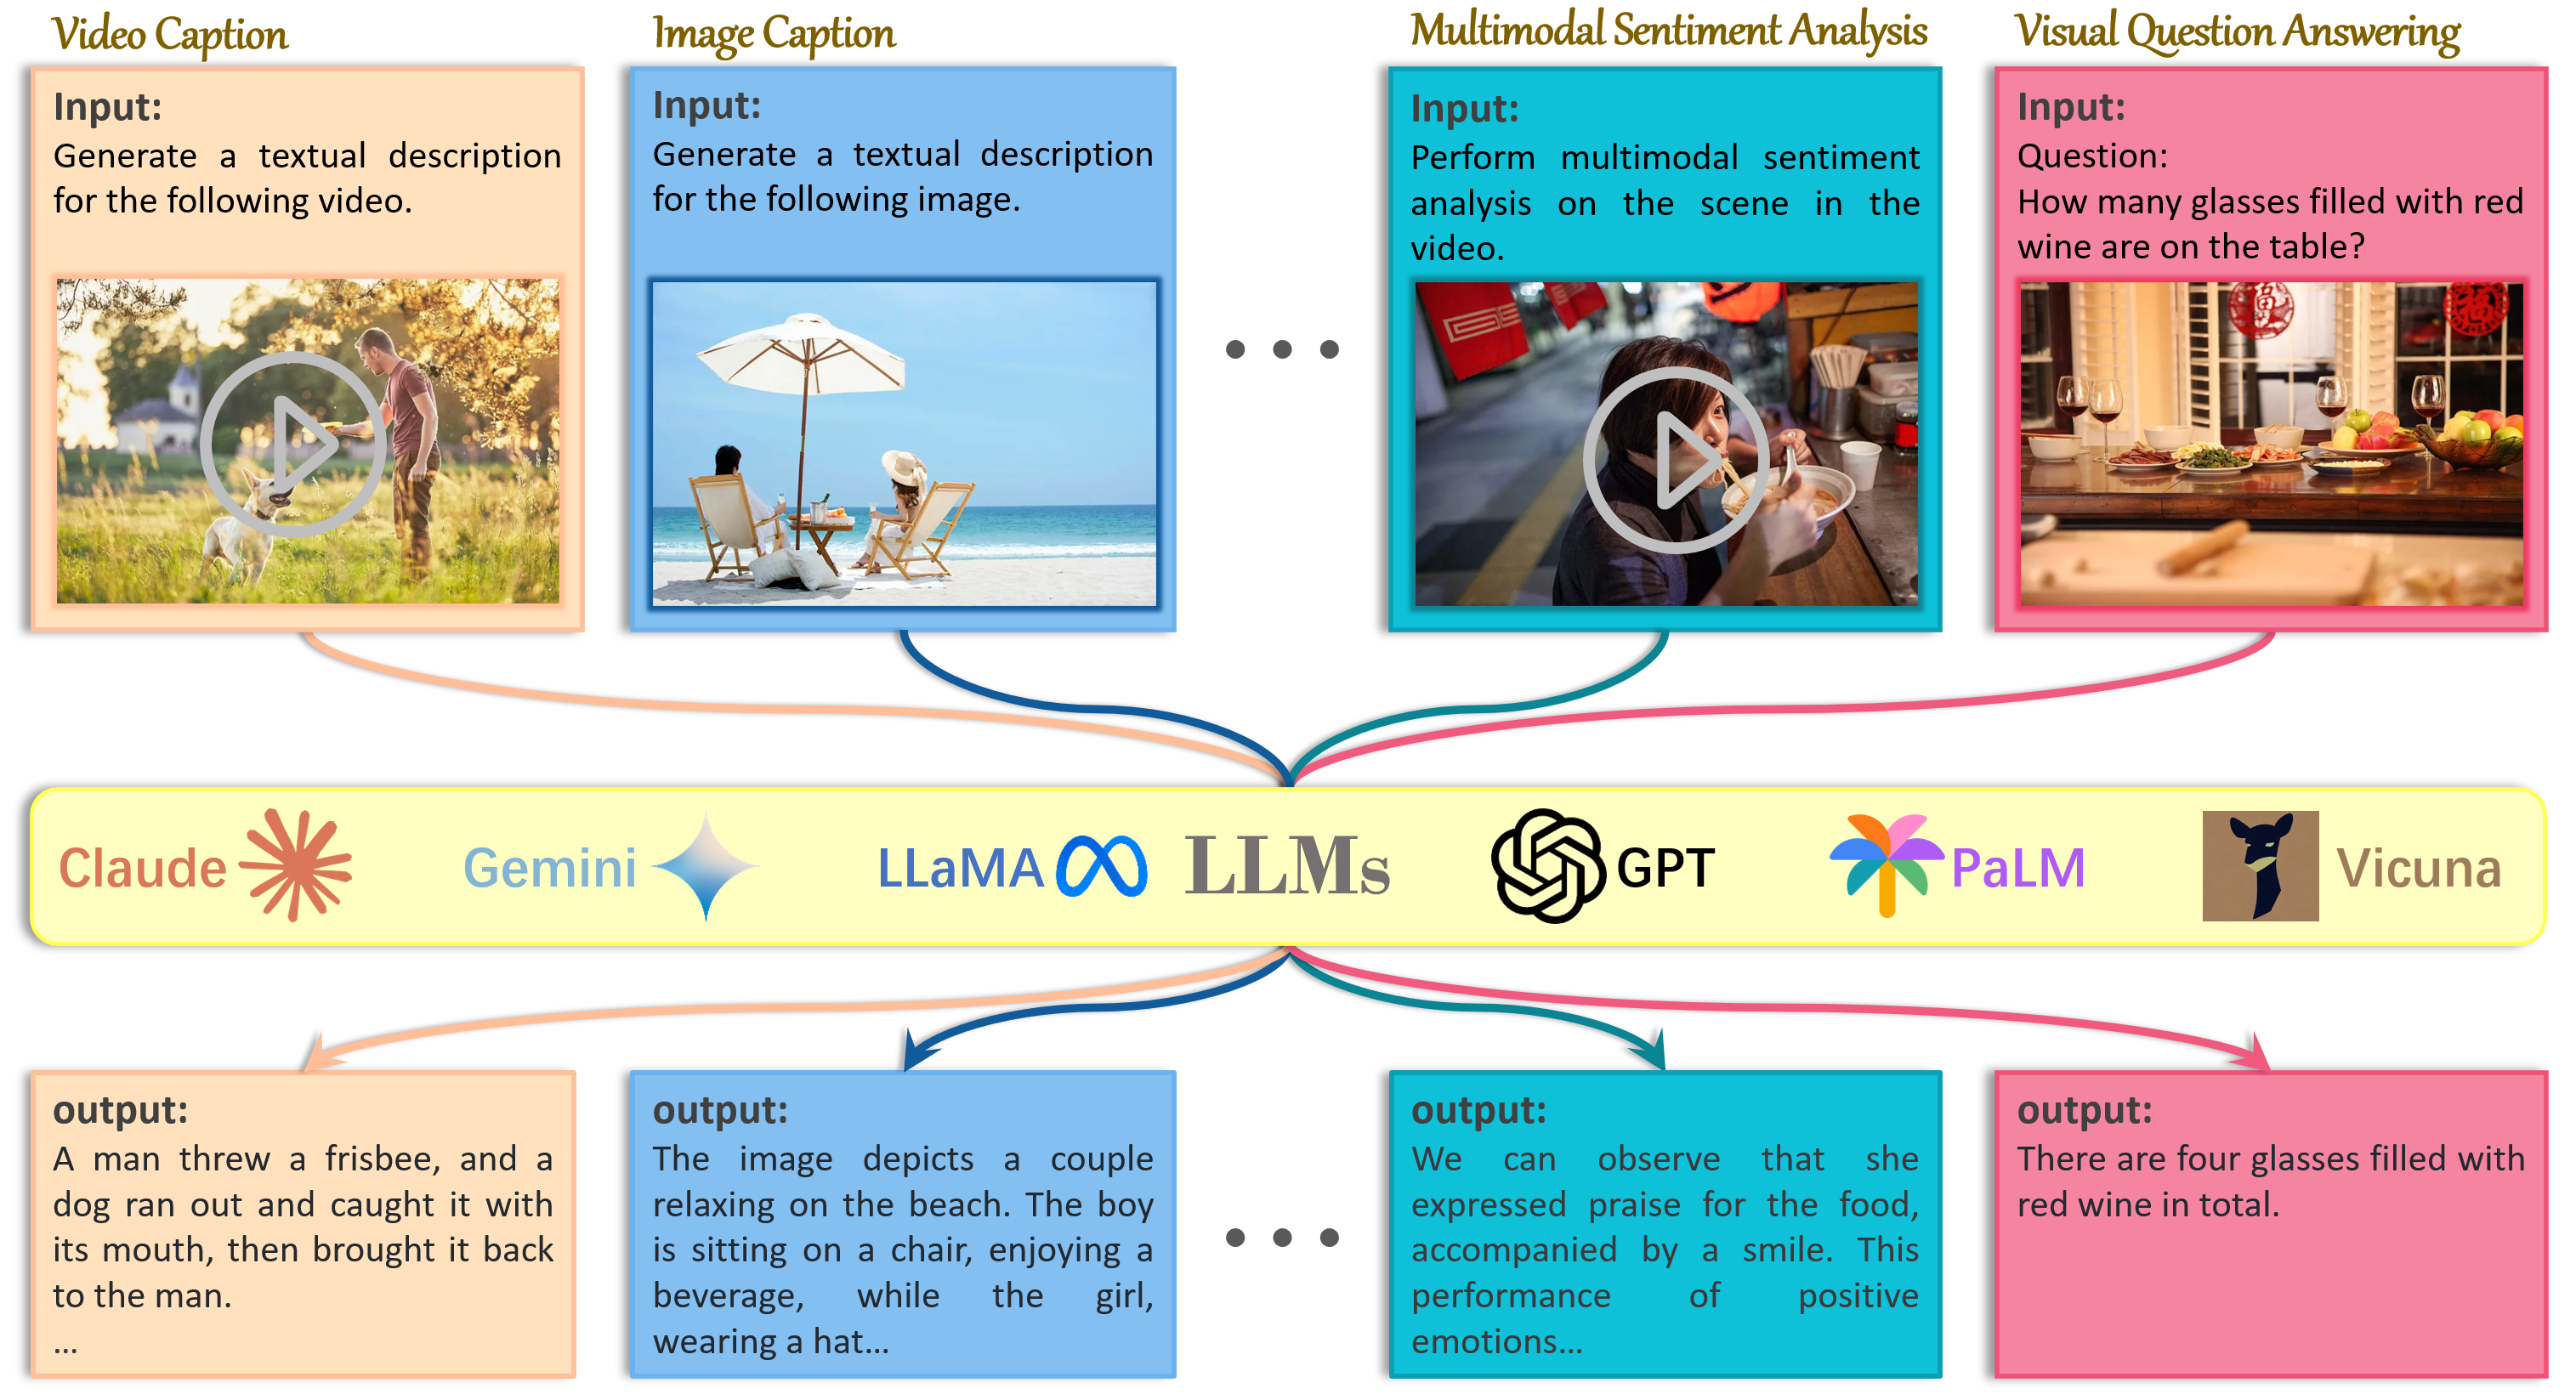 Video Caption
Input:
Generate a textual description
for the following video.
Image Caption
Input:
Generate a textual description
for the following image.
Multimodal Sentiment Analysis
Input:
Perform multimodal sentiment
analysis on the scene in the
video.
Visual Question Answering
Input:
Question:
How many glasses filled with red
wine are on the table?
福
福
Claude
Gemini
LLaMA
LLMs
GPT
PaLM
Vicuna
output:
A man threw a frisbee, and a
dog ran out and caught it with
its mouth, then brought it back
to the man.
...
output:
The image depicts a couple
relaxing on the beach. The boy
is sitting on a chair, enjoying a
beverage, while the girl,
wearing a hat...
output:
We can observe that she
expressed praise for the food,
accompanied by a smile. This
performance of positive
emotions...
output:
There are four glasses filled with
red wine in total.